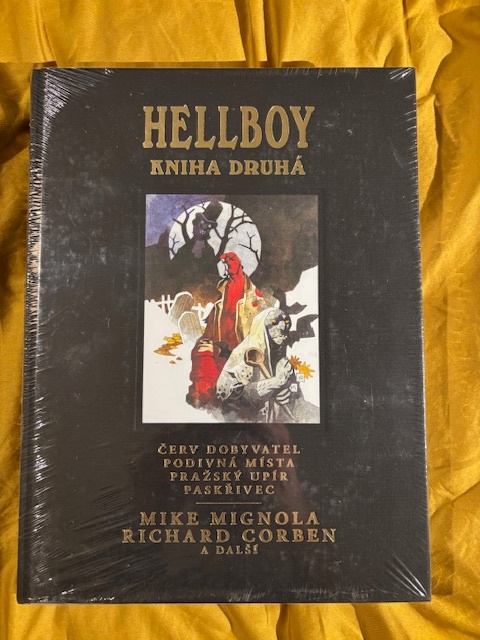 HELLBOY
KNIHA DRUHÁ
ČERV DOBYVATEL
PODIVNÁ MÍSTA
PRAŽSKÝ UPÍR
PASKŘIVEC
MIKE MIGNOLA
RICHARD CORBEN
A DALŠÍ